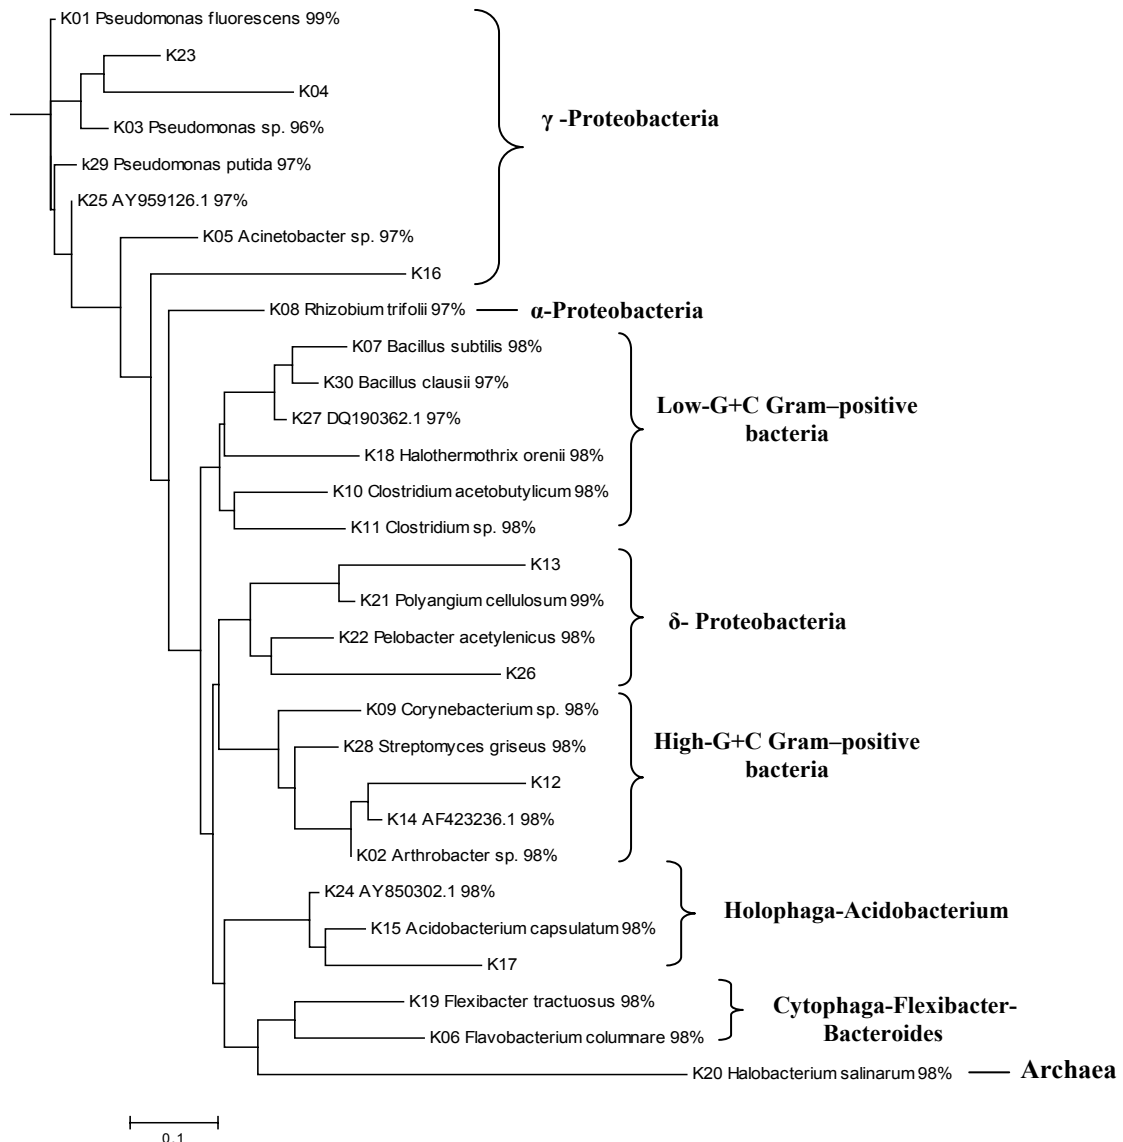 K01 Pseudomonas fluorescens 99%
K23
K04
γ -Proteobacteria
K03 Pseudomonas sp. 96%
k29 Pseudomonas putida 97%
K25 AY959126.1 97%
K05 Acinetobacter sp. 97%
K16
K08 Rhizobium trifolii 97%
α-Proteobacteria
K07 Bacillus subtilis 98%
K30 Bacillus clausii 97%
K27 DQ190362.1 97%
Low-G+C Gram–positive
bacteria
K18 Halothermothrix orenii 98%
K10 Clostridium acetobutylicum 98%
K11 Clostridium sp. 98%
K13
K21 Polyangium cellulosum 99%
δ- Proteobacteria
K22 Pelobacter acetylenicus 98%
K26
K09 Corynebacterium sp. 98%
K28 Streptomyces griseus 98%
High-G+C Gram–positive
bacteria
K12
K14 AF423236.1 98%
K02 Arthrobacter sp. 98%
K24 AY850302.1 98%
Holophaga-Acidobacterium
K15 Acidobacterium capsulatum 98%
K17
K19 Flexibacter tractuosus 98%
Cytophaga-Flexibacter-
Bacteroides
K06 Flavobacterium columnare 98%
K20 Halobacterium salinarum 98%
Archaea
0.1